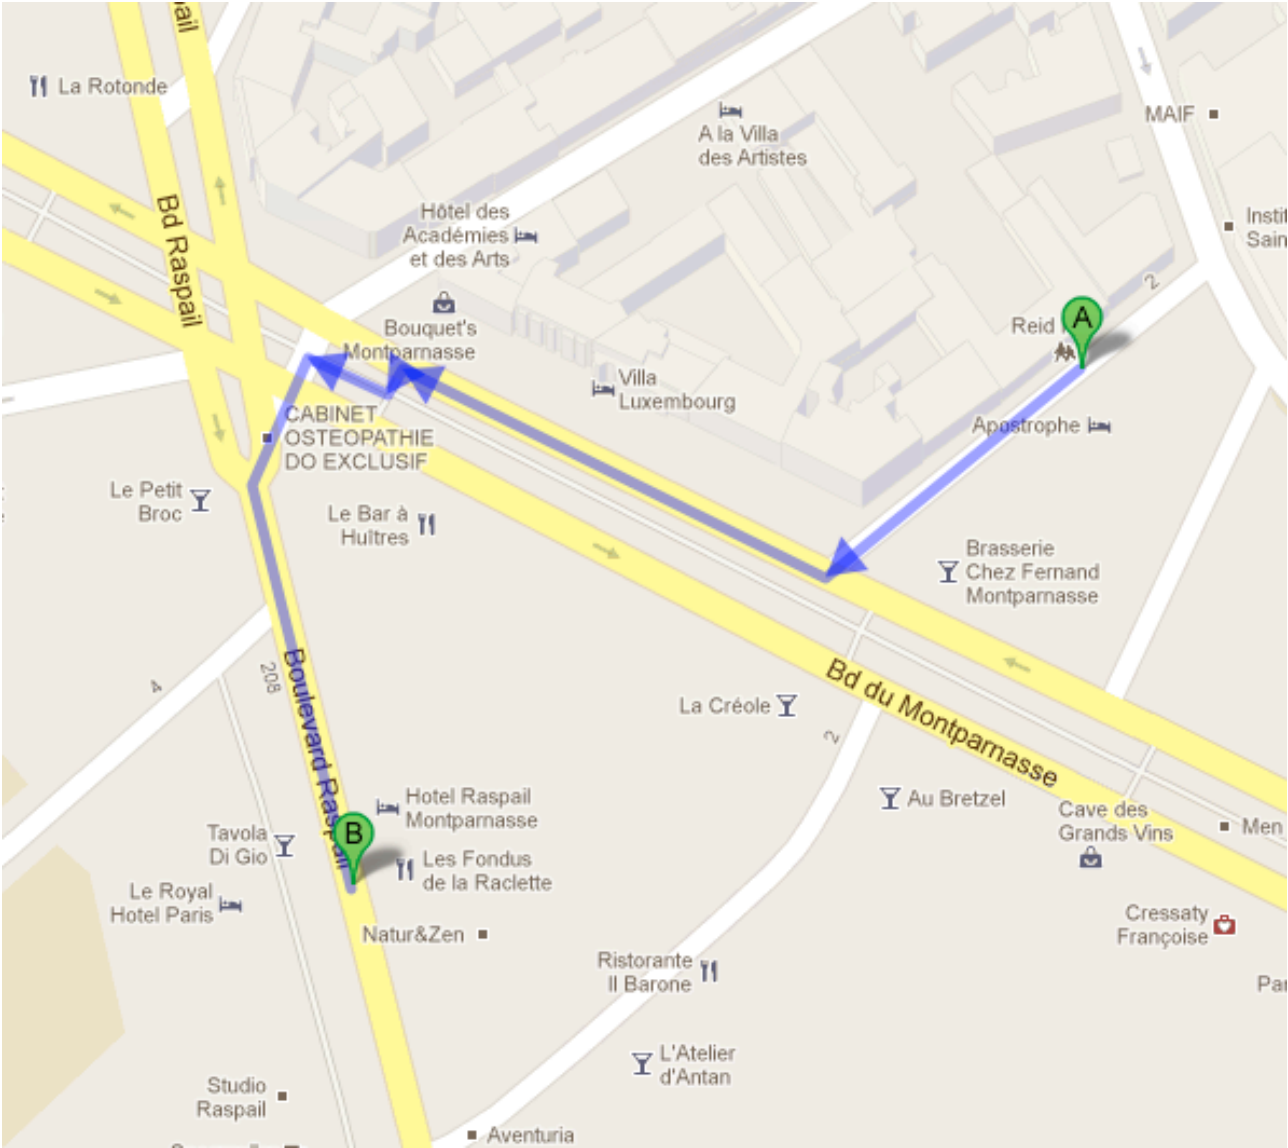 ail
La Rotonde
MAIF
A la Villa
des Artistes
Bd Raspail
Hôtel des
Académies
et des Arts
2
Bouquet's
Montparnasse
Reid
A
Villa
Luxembourg
CABINET
OSTEOPATHIE
DO EXCLUSIF
Apostrophe
Le Petit
Broc
Le Bar à
Huîtres
Brasserie
Chez Fernand
Montparnasse
4
208
Boulevard Raspail
La Créole
2
Bd du Montparnasse
Au Bretzel
Cave des
Grands Vins
Men
Hotel Raspail
Montparnasse
Tavola
Di Gio
B
Les Fondus
de la Raclette
Le Royal
Hotel Paris
Natur&Zen
Cressaty
Françoise
Ristorante
Il Barone
L'Atelier
d'Antan
Studio
Raspail
Aventuria